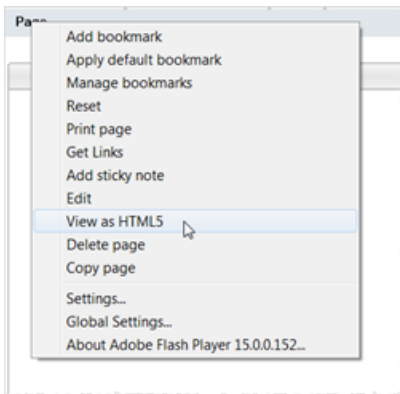 Page
Add bookmark
Apply default bookmark
Manage bookmarks
Reset
Print page
Get Links
Add sticky note
Edit
View as HTML5
Delete page
Copy page
Settings...
Global Settings...
About Adobe Flash Player 15.0.0.152...